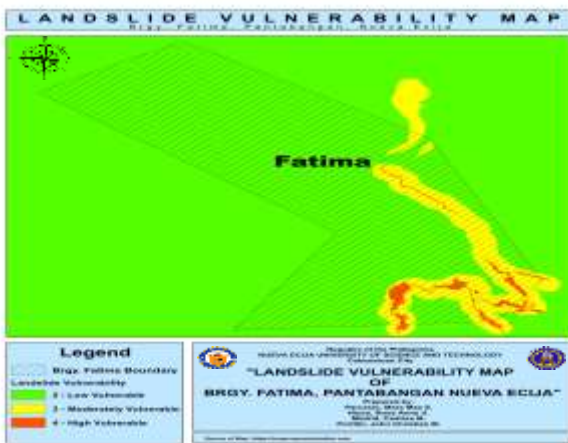 LANDSLIDE VULNERABILITY MAP
Brgy. Fatima, Pantabangan, Nueva Ecija
Fatima
Legend
Brgy. Fatima Boundary
Landslide Vulnerability
2 - Low Vulnerable
3 - Moderately Vulnerable
4 - High Vulnerable
Republic of the Philippines
NUEVA ECIJA UNIVERSITY OF SCIENCE AND TECHNOLOGY
Cabanatuan City
"LANDSLIDE VULNERABILITY MAP
OF
BRGY. FATIMA, PANTABANGAN NUEVA ECIJA"
Prepared by: